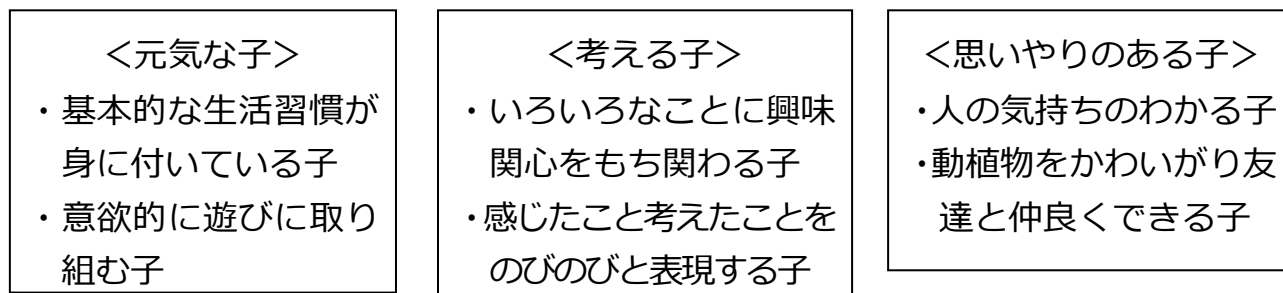 ＜元気な子＞
・基本的な生活習慣が
身に付いている子
・意欲的に遊びに取り
組む子
＜考える子＞
・いろいろなことに興味
関心をもち関わる子
・感じたこと考えたことを
のびのびと表現する子
＜思いやりのある子＞
・人の気持ちのわかる子
・動植物をかわいがり友
達と仲良くできる子